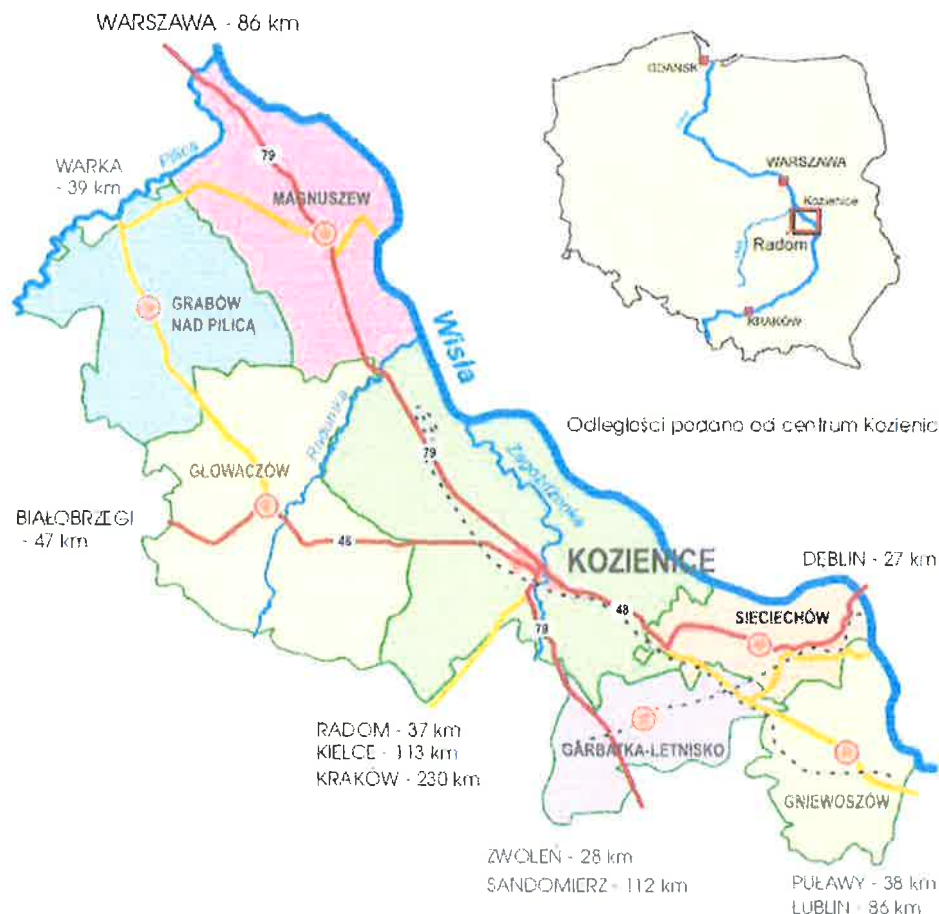 WARSZAWA - 86 km
GDAŃSK
WARSZAWA
Kozienice
Radom
KRAKÓW
Pilica
79
WARKA
- 39 km
MAGNUSZEW
GRABÓW
NAD PILICĄ
Wisła
Radomka
79
Zagożdżonka
Odległości podano od centrum Kozienic
GŁOWACZÓW
BIAŁOBRZEGI
- 47 km
48
KOZIENICE
DĘBLIN - 27 km
48
SIECIECHÓW
79
RADOM - 37 km
KIELCE - 113 km
KRAKÓW - 230 km
GARBATKA-LETNISKO
GNIEWOSZÓW
ZWOLEŃ - 28 km
SANDOMIERZ - 112 km
PUŁAWY - 38 km
LUBLIN - 86 km